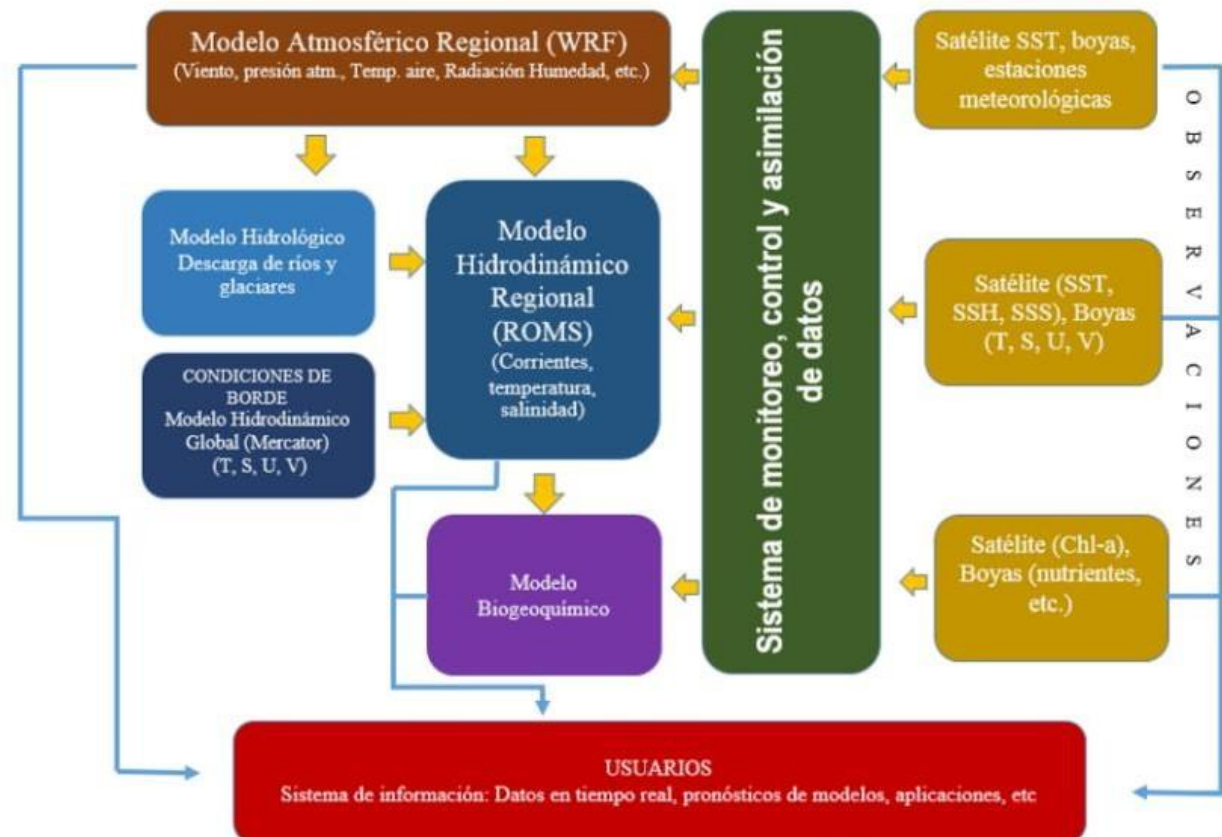 Modelo Atmosférico Regional (WRF)
(Viento, presión atm., Temp. aire, Radiación Humedad, etc.)
Satélite SST, boyas,
estaciones
meteorológicas
Modelo Hidrológico
Descarga de ríos y
glaciares
Modelo
Hidrodinámico
Regional
(ROMS)
(Corrientes,
temperatura,
salinidad)
Sistema de monitoreo, control y asimilación
de datos
Satélite (SST,
SSH, SSS), Boyas
(T, S, U, V)
OBSERVACIONES
CONDICIONES DE
BORDE
Modelo Hidrodinámico
Global (Mercator)
(T, S, U, V)
Modelo
Biogeoquímico
Satélite (Chl-a),
Boyas (nutrientes,
etc.)
USUARIOS
Sistema de información: Datos en tiempo real, pronósticos de modelos, aplicaciones, etc